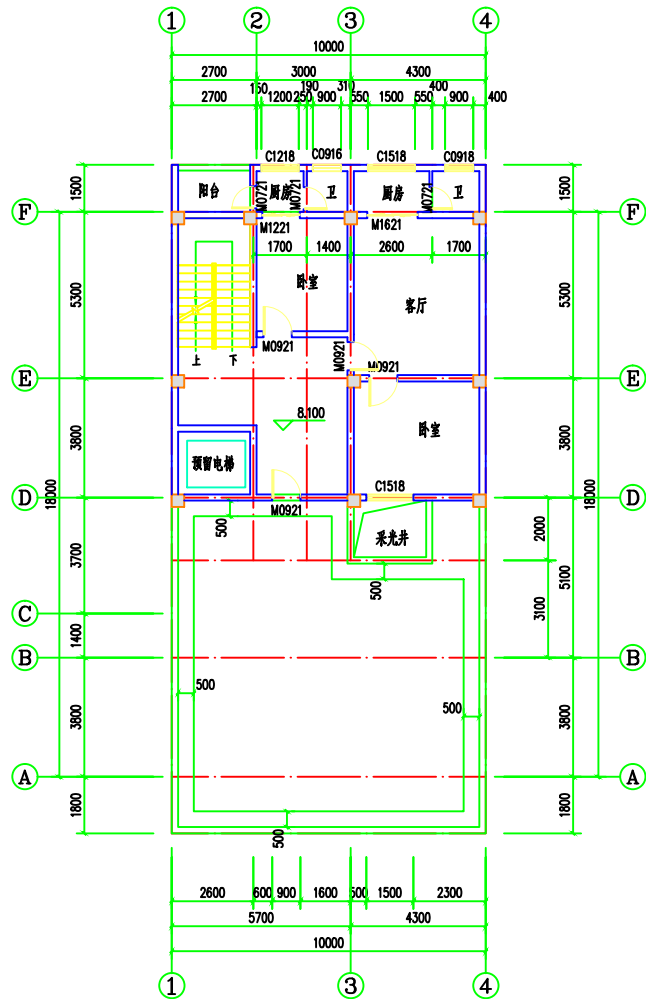 1 2 3 4
10000
2700 3000 4300
150 190 310 400
2700 1200 250 900 550 1500 550 900 400
C1218 C0916 C1518 C0918
1500 阳台 M0721 厨房 M0721 卫 厨房 M0721 卫 1500
F F
M1221 M1621
1700 1400 2600 1700
卧室
5300 客厅 5300
M0921 M0921 M0921
上 下
E E
8.100
3800 卧室 3800
预留电梯
C1518
D D
18000 M0921 18000
500 采光井 2000
3700 5100
500
C 3100
1400
B B
500 500
3800 3800
A A
1800 1800
500
2600 600 900 1600 500 1500 2300
5700 4300
10000
1 3 4